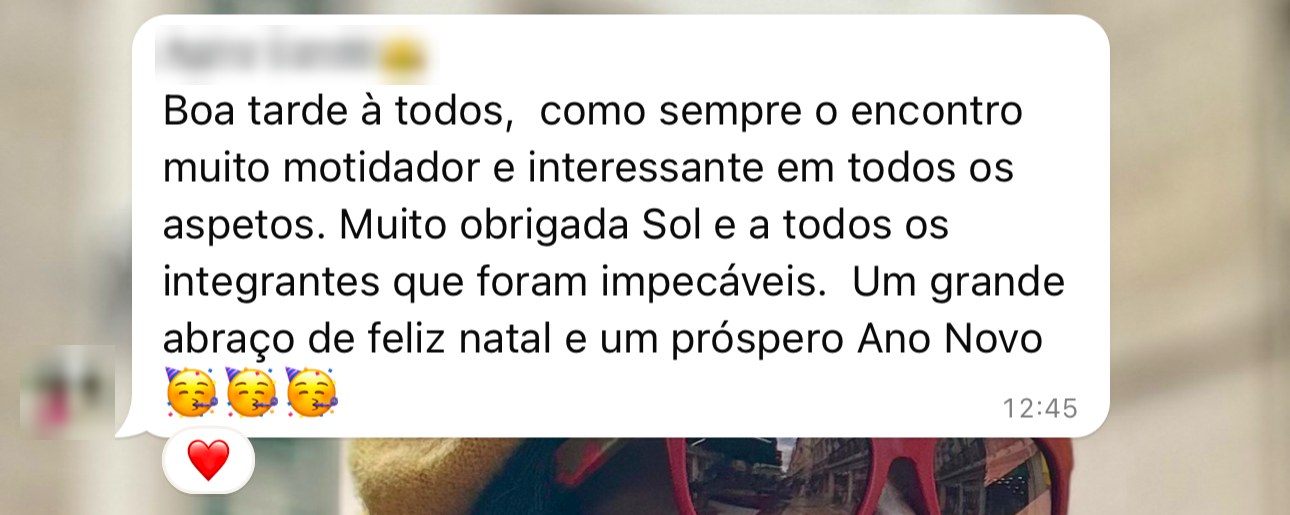 Boa tarde à todos,  como sempre o encontro
muito motidador e interessante em todos os
aspetos. Muito obrigada Sol e a todos os
integrantes que foram impecáveis.  Um grande
abraço de feliz natal e um próspero Ano Novo
🥳🥳🥳
12:45
❤️